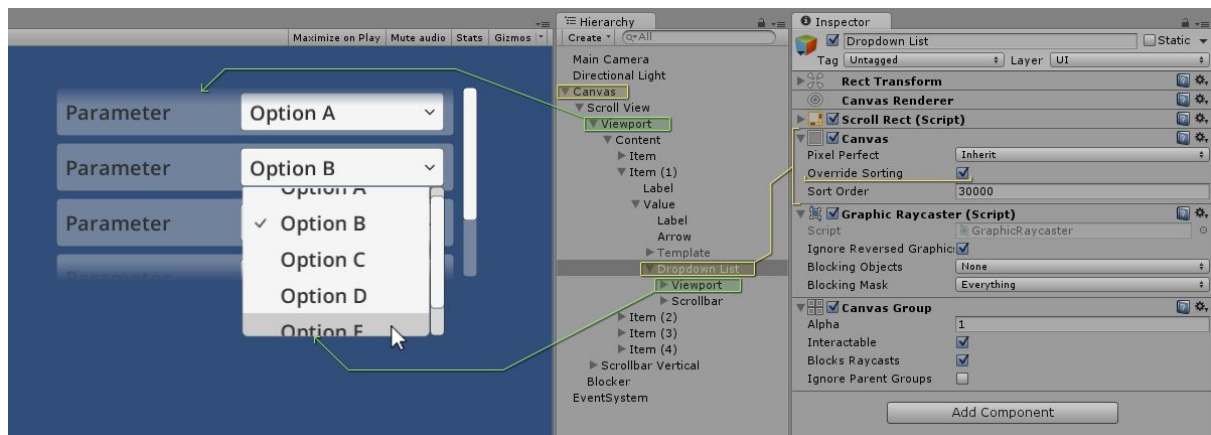 Maximize on Play Mute audio Stats Gizmos
Parameter Option A
Parameter Option B
Option A
Parameter Option B
Option C
Option D
Parameter
Option E
Hierarchy
Create All
Main Camera
Directional Light
Canvas
Scroll View
Viewport
Content
Item
Item (1)
Label
Value
Label
Arrow
Template
Dropdown List
Viewport
Scrollbar
Item (2)
Item (3)
Item (4)
Scrollbar Vertical
Blocker
EventSystem
Inspector
Dropdown List Static
Tag Untagged Layer UI
Rect Transform
Canvas Renderer
Scroll Rect (Script)
Canvas
Pixel Perfect Inherit
Override Sorting
Sort Order 30000
Graphic Raycaster (Script)
Script GraphicRaycaster
Ignore Reversed Graphic
Blocking Objects None
Blocking Mask Everything
Canvas Group
Alpha 1
Interactable
Blocks Raycasts
Ignore Parent Groups
Add Component